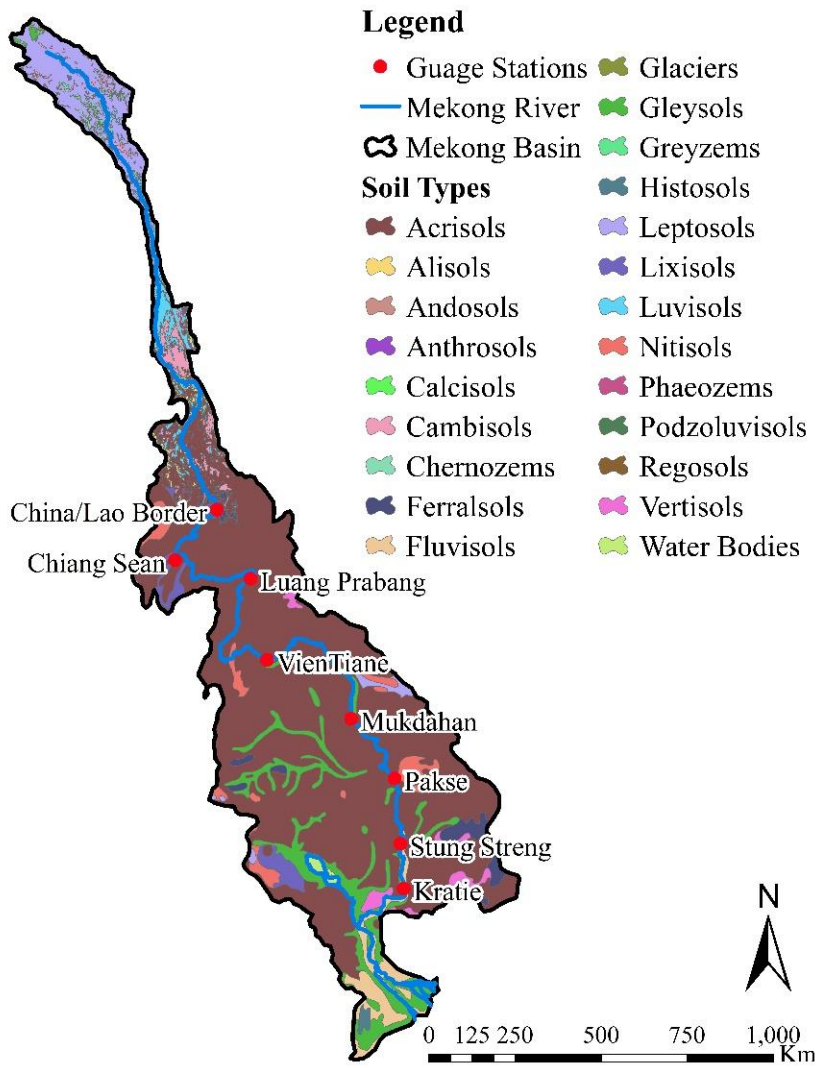 Legend
Guage Stations
Mekong River
Mekong Basin
Soil Types
Acrisols
Alisols
Andosols
Anthrosols
Calcisols
Cambisols
Chernozems
Ferralsols
Fluvisols
Glaciers
Gleysols
Greyzems
Histosols
Leptosols
Lixisols
Luvisols
Nitisols
Phaeozems
Podzoluvisols
Regosols
Vertisols
Water Bodies
China/Lao Border
Chiang Sean
Luang Prabang
VienTiane
Mukdahan
Pakse
Stung Streng
Kratie
N
0 125 250 500 750 1,000
Km